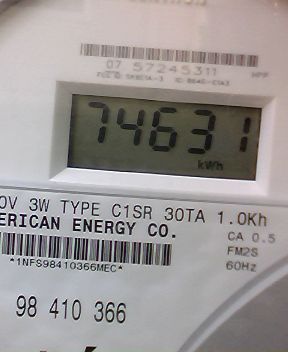 07 57245311
74631
kWh
0V 3W TYPE C1SR 30TA 1.0Kh
ERICAN ENERGY CO.
CA 0.5
FM2S
60Hz
*1NFS98410366MEC*
98 410 366